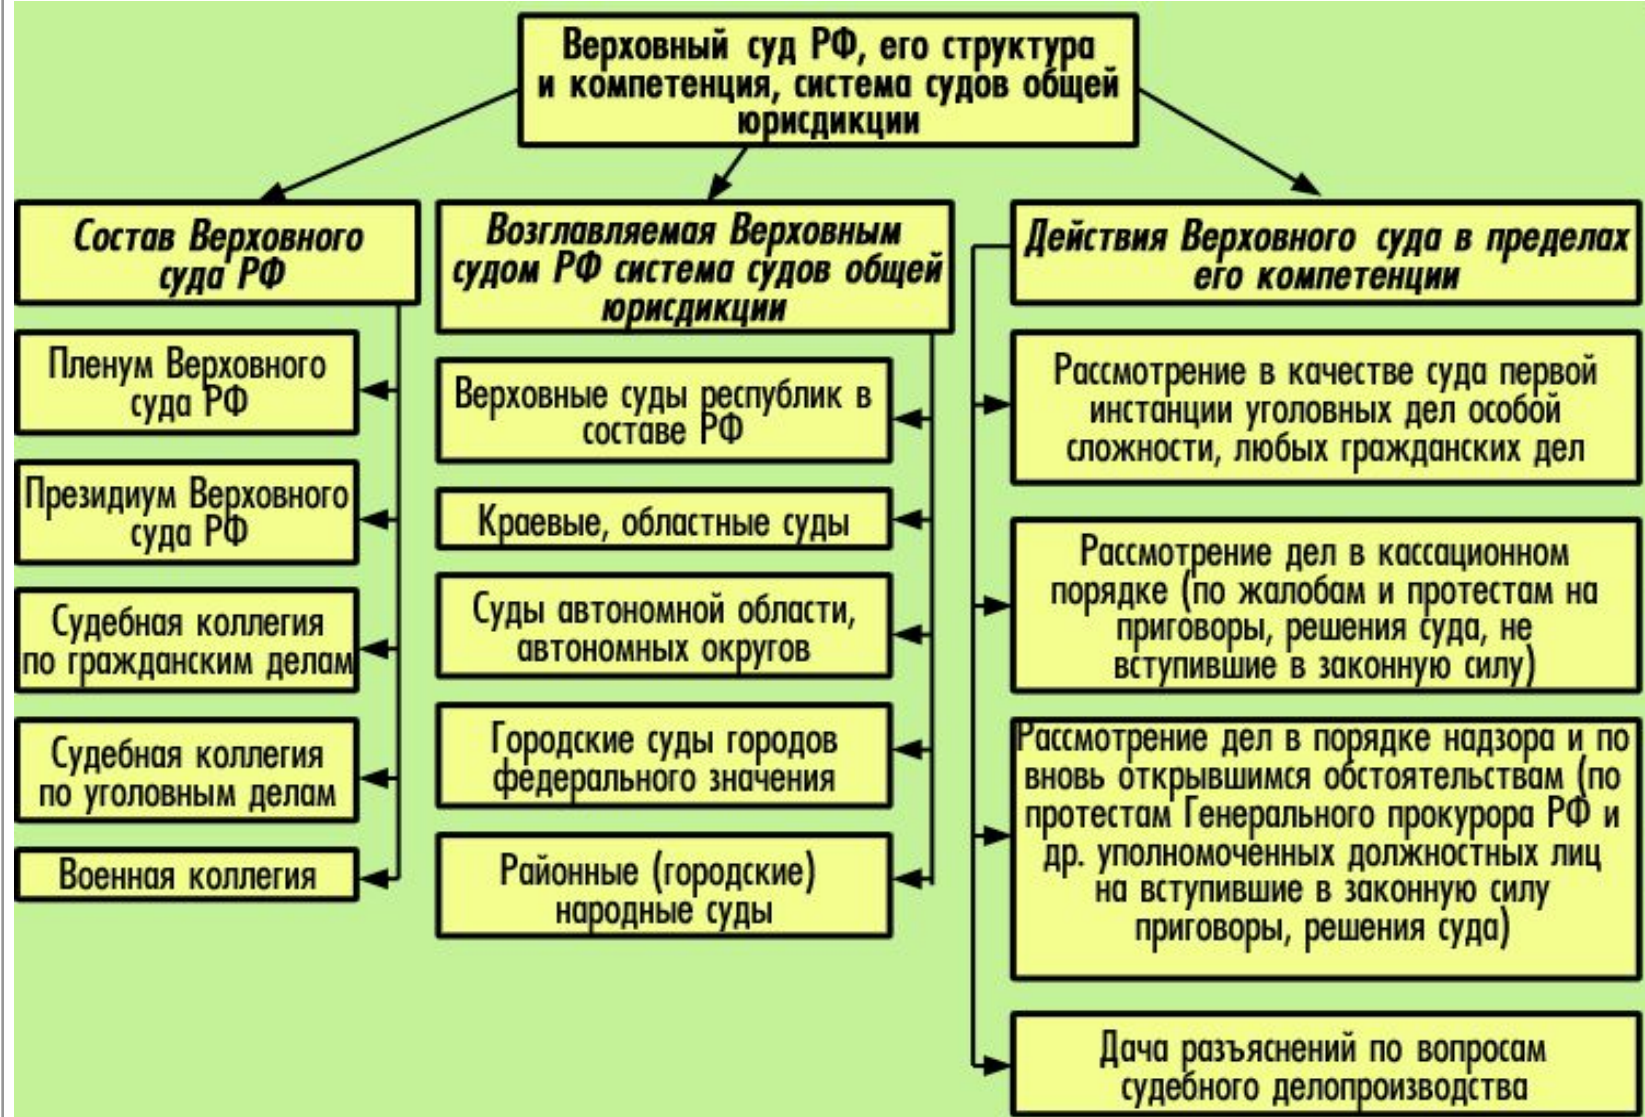 Верховный суд РФ, его структура
и компетенция, система судов общей
юрисдикции
Состав Верховного
суда РФ
Пленум Верховного
суда РФ
Президиум Верховного
суда РФ
Судебная коллегия
по гражданским делам
Судебная коллегия
по уголовным делам
Военная коллегия
Возглавляемая Верховным
судом РФ система судов общей
юрисдикции
Верховные суды республик в
составе РФ
Краевые, областные суды
Суды автономной области,
автономных округов
Городские суды городов
федерального значения
Районные (городские)
народные суды
Действия Верховного суда в пределах
его компетенции
Рассмотрение в качестве суда первой
инстанции уголовных дел особой
сложности, любых гражданских дел
Рассмотрение дел в кассационном
порядке (по жалобам и протестам на
приговоры, решения суда, не
вступившие в законную силу)
Рассмотрение дел в порядке надзора и по
вновь открывшимся обстоятельствам (по
протестам Генерального прокурора РФ и
др. уполномоченных должностных лиц
на вступившие в законную силу
приговоры, решения суда)
Дача разъяснений по вопросам
судебного делопроизводства